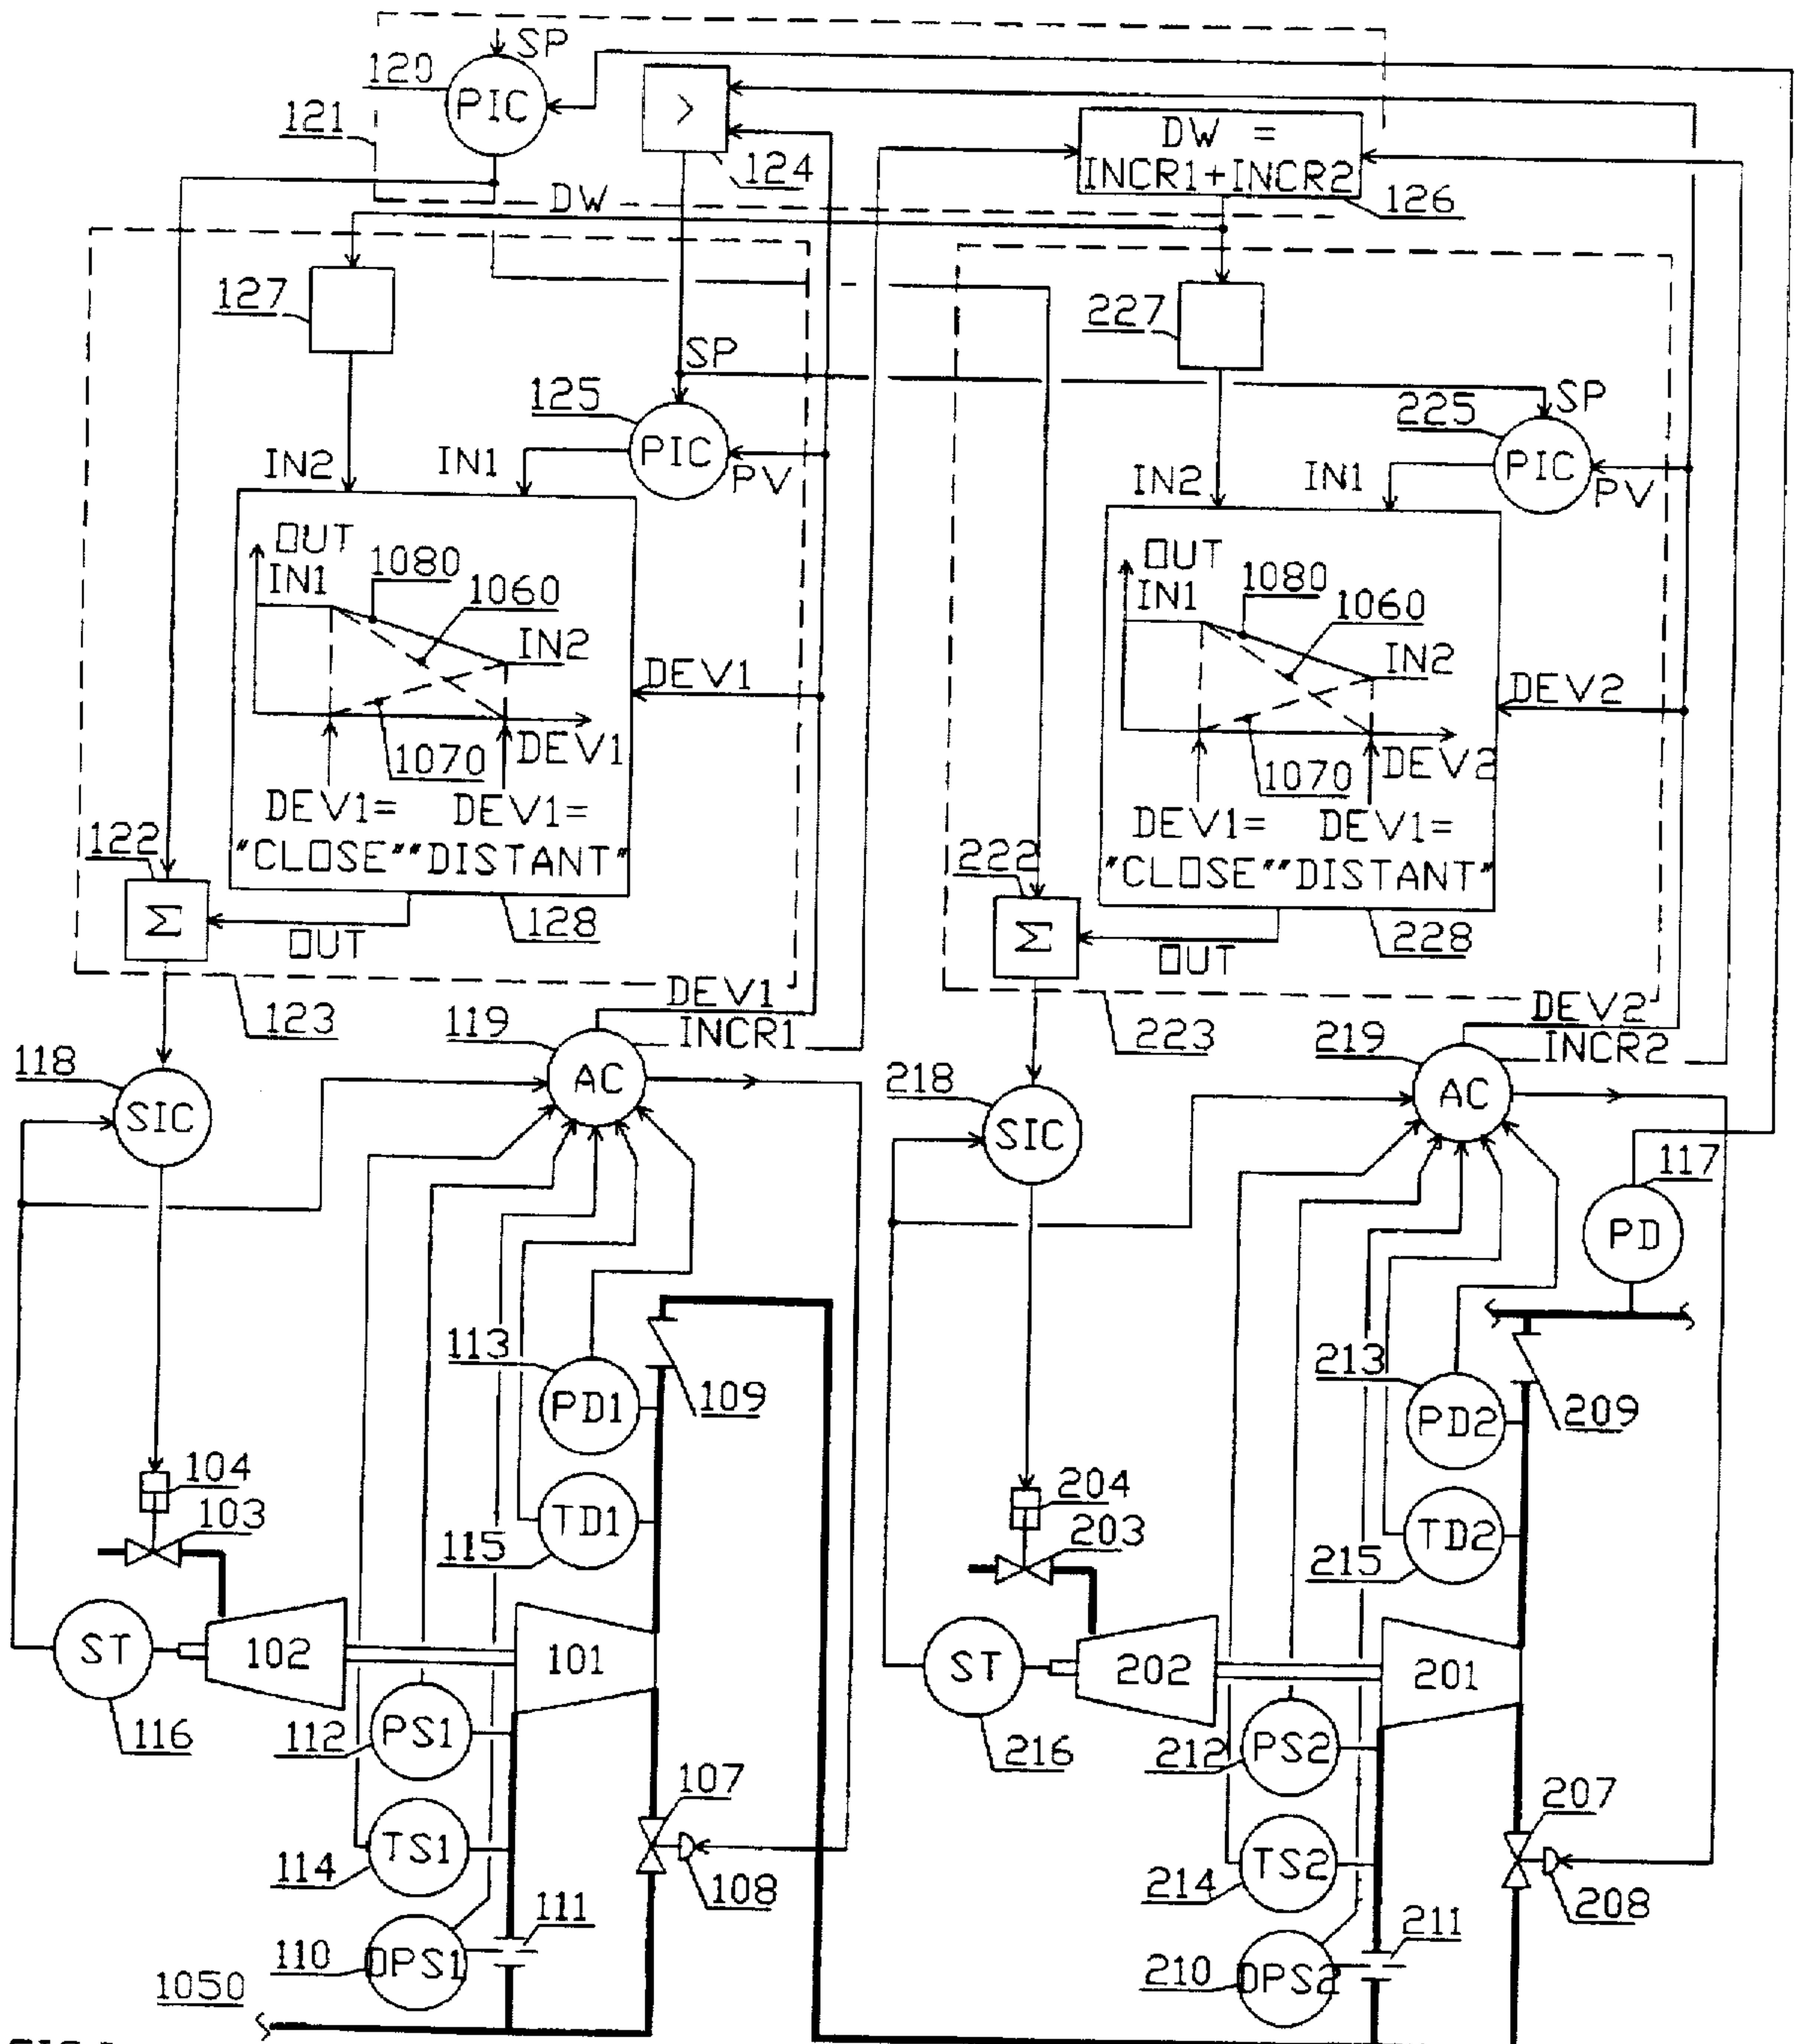 SP
120
PIC
>
121
DW =
INCR1+INCR2
124
DW
126
127
227
SP
SP
125
225
PIC
PIC
IN2
IN1
PV
IN2
IN1
PV
OUT
IN1
1080
1060
IN2
DEV1
1070
DEV1
DEV1=
DEV1=
"CLOSE""DISTANT"
OUT
IN1
1080
1060
IN2
DEV2
1070
DEV2
DEV1=
DEV1=
"CLOSE""DISTANT"
122
Σ
OUT
128
222
Σ
OUT
228
123
DEV1
INCR1
223
DEV2
INCR2
119
AC
219
AC
118
SIC
218
SIC
117
PD
113
PD1
109
213
PD2
209
104
103
115
TD1
204
203
215
TD2
ST
102
101
ST
202
201
116
112
PS1
216
212
PS2
107
207
114
TS1
108
214
TS2
208
110
DPS1
111
210
DPS2
211
1050